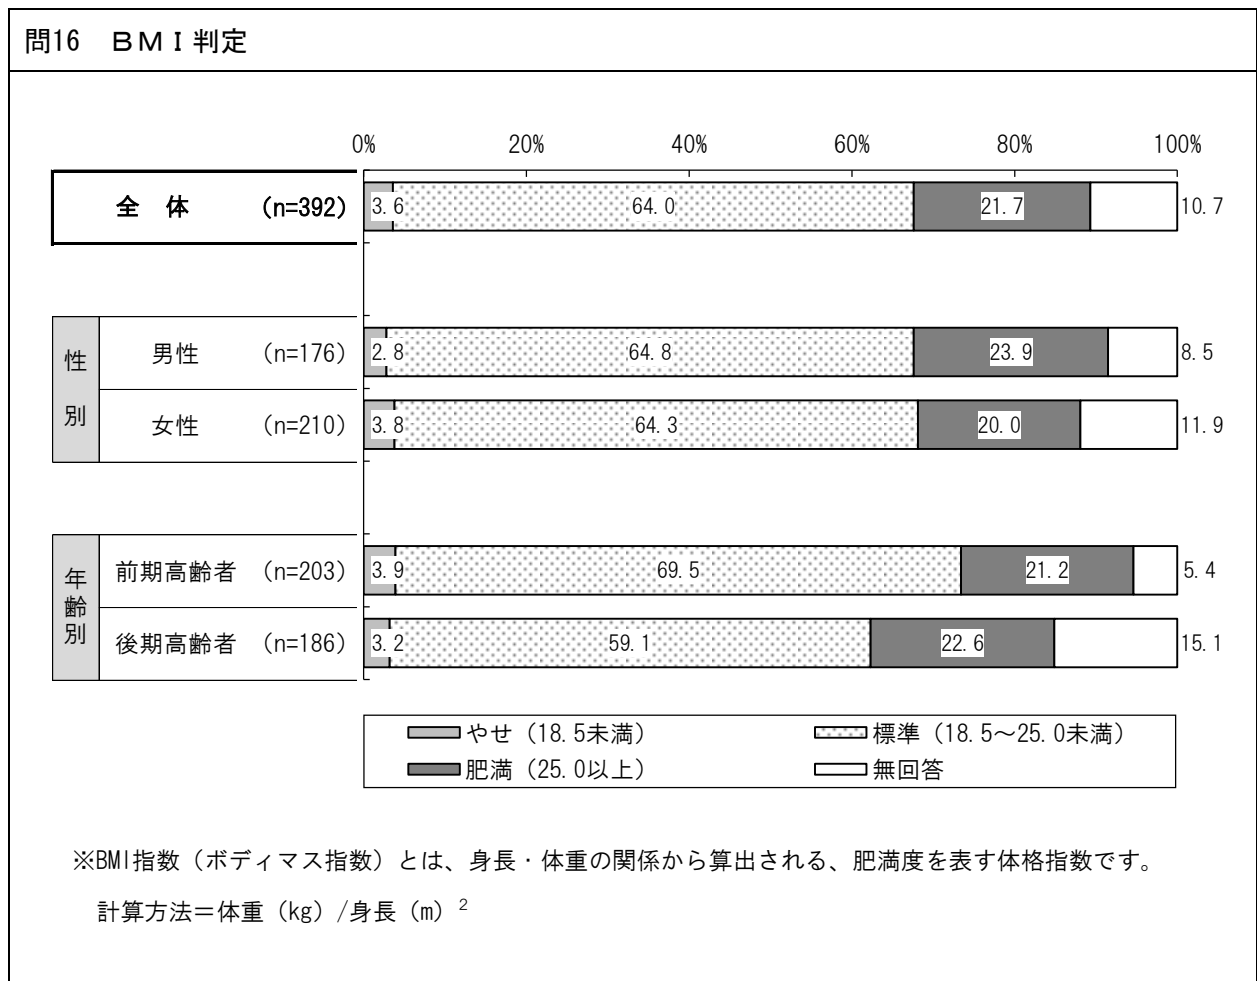 問16 ＢＭＩ判定
0% 20% 40% 60% 80% 100%
全 体 (n=392) 3.6 64.0 21.7 10.7
性別
男性 (n=176) 2.8 64.8 23.9 8.5
女性 (n=210) 3.8 64.3 20.0 11.9
年齢別
前期高齢者 (n=203) 3.9 69.5 21.2 5.4
後期高齢者 (n=186) 3.2 59.1 22.6 15.1
やせ（18.5未満） 標準（18.5～25.0未満）
肥満（25.0以上） 無回答
※BMI指数（ボディマス指数）とは、身長・体重の関係から算出される、肥満度を表す体格指数です。
計算方法＝体重（kg）/身長（m）²